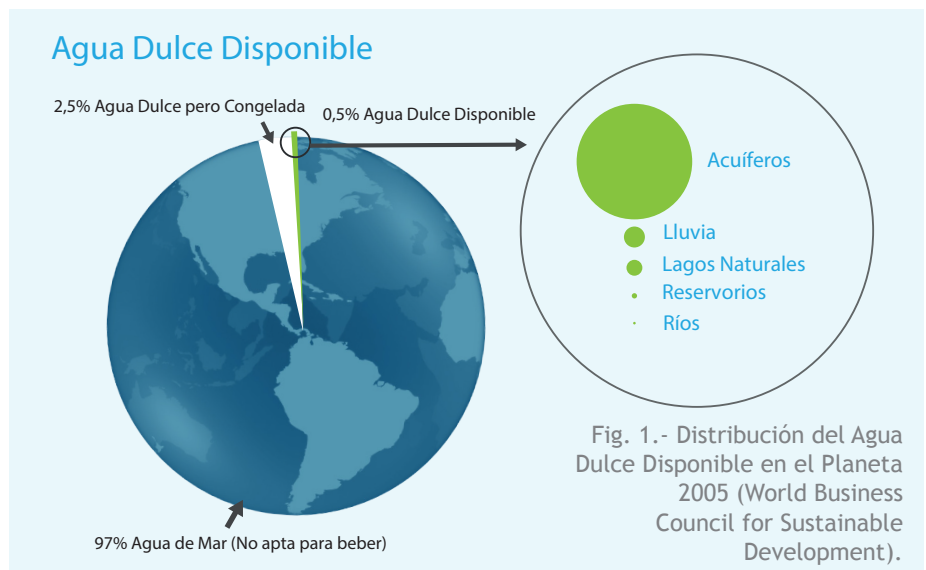 Agua Dulce Disponible
2,5% Agua Dulce pero Congelada
0,5% Agua Dulce Disponible
Acuíferos
Lluvia
Lagos Naturales
Reservorios
Ríos
97% Agua de Mar (No apta para beber)
Fig. 1.- Distribución del Agua
Dulce Disponible en el Planeta
2005 (World Business
Council for Sustainable
Development).